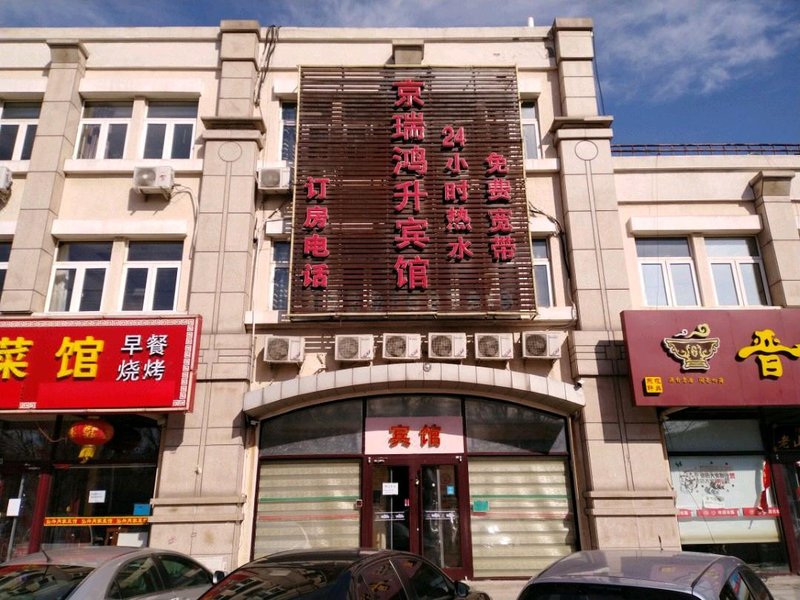 京瑞鸿升宾馆
24小时热水
免费宽带
订房电话
菜馆
早餐
烧烤
宾馆
晋